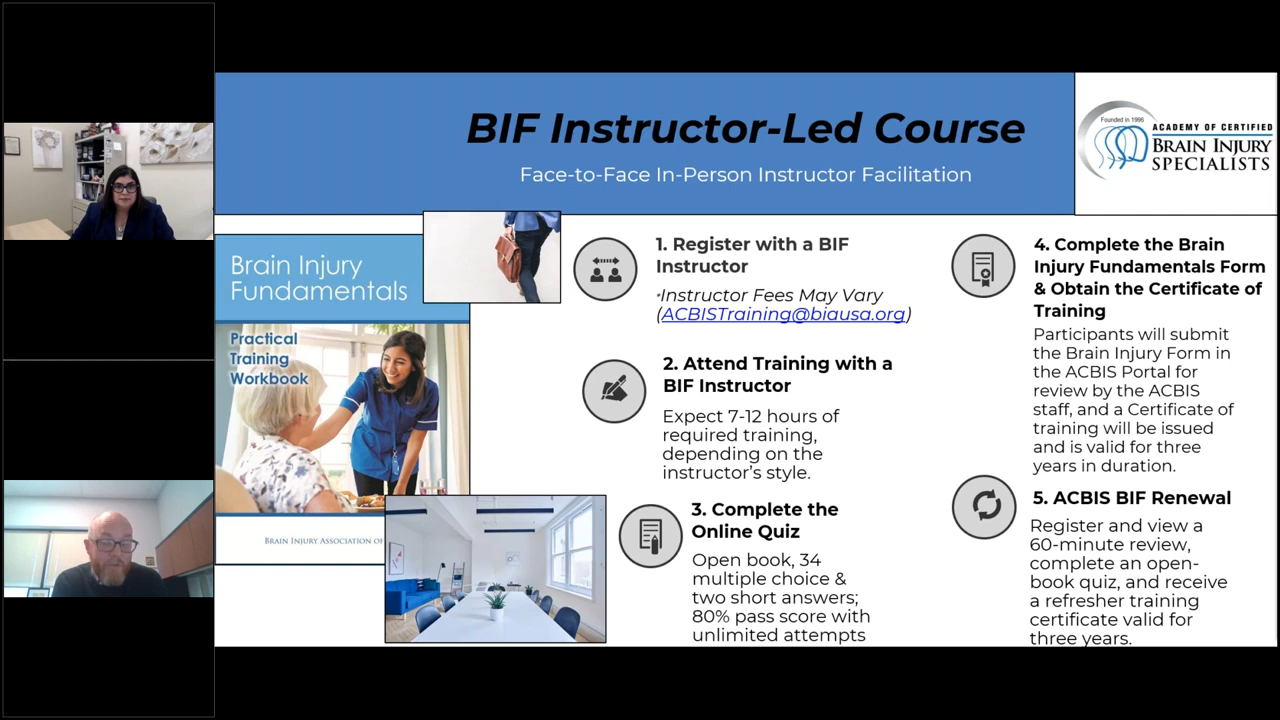 BIF Instructor-Led Course
Face-to-Face In-Person Instructor Facilitation
Founded in 1996
ACADEMY OF CERTIFIED
BRAIN INJURY
SPECIALISTS
Brain Injury
Fundamentals
Practical
Training
Workbook
BRAIN INJURY ASSOCIATION OF
1. Register with a BIF
Instructor
*Instructor Fees May Vary
(ACBISTraining@biausa.org)
2. Attend Training with a
BIF Instructor
Expect 7-12 hours of
required training,
depending on the
instructor's style.
3. Complete the
Online Quiz
Open book, 34
multiple choice &
two short answers;
80% pass score with
unlimited attempts
4. Complete the Brain
Injury Fundamentals Form
& Obtain the Certificate of
Training
Participants will submit
the Brain Injury Form in
the ACBIS Portal for
review by the ACBIS
staff, and a Certificate of
training will be issued
and is valid for three
years in duration.
5. ACBIS BIF Renewal
Register and view a
60-minute review,
complete an open-
book quiz, and receive
a refresher training
certificate valid for
three years.